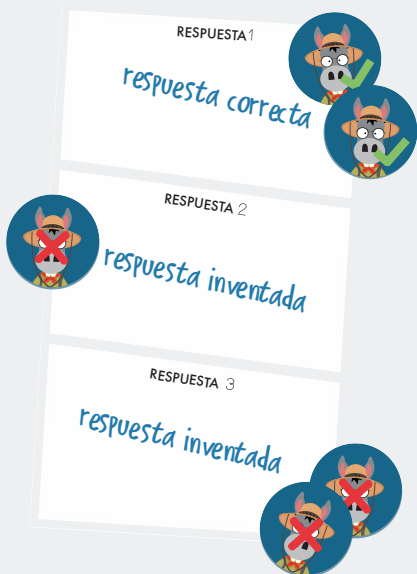 RESPUESTA 1
respuesta correcta
RESPUESTA 2
respuesta inventada
RESPUESTA 3
respuesta inventada